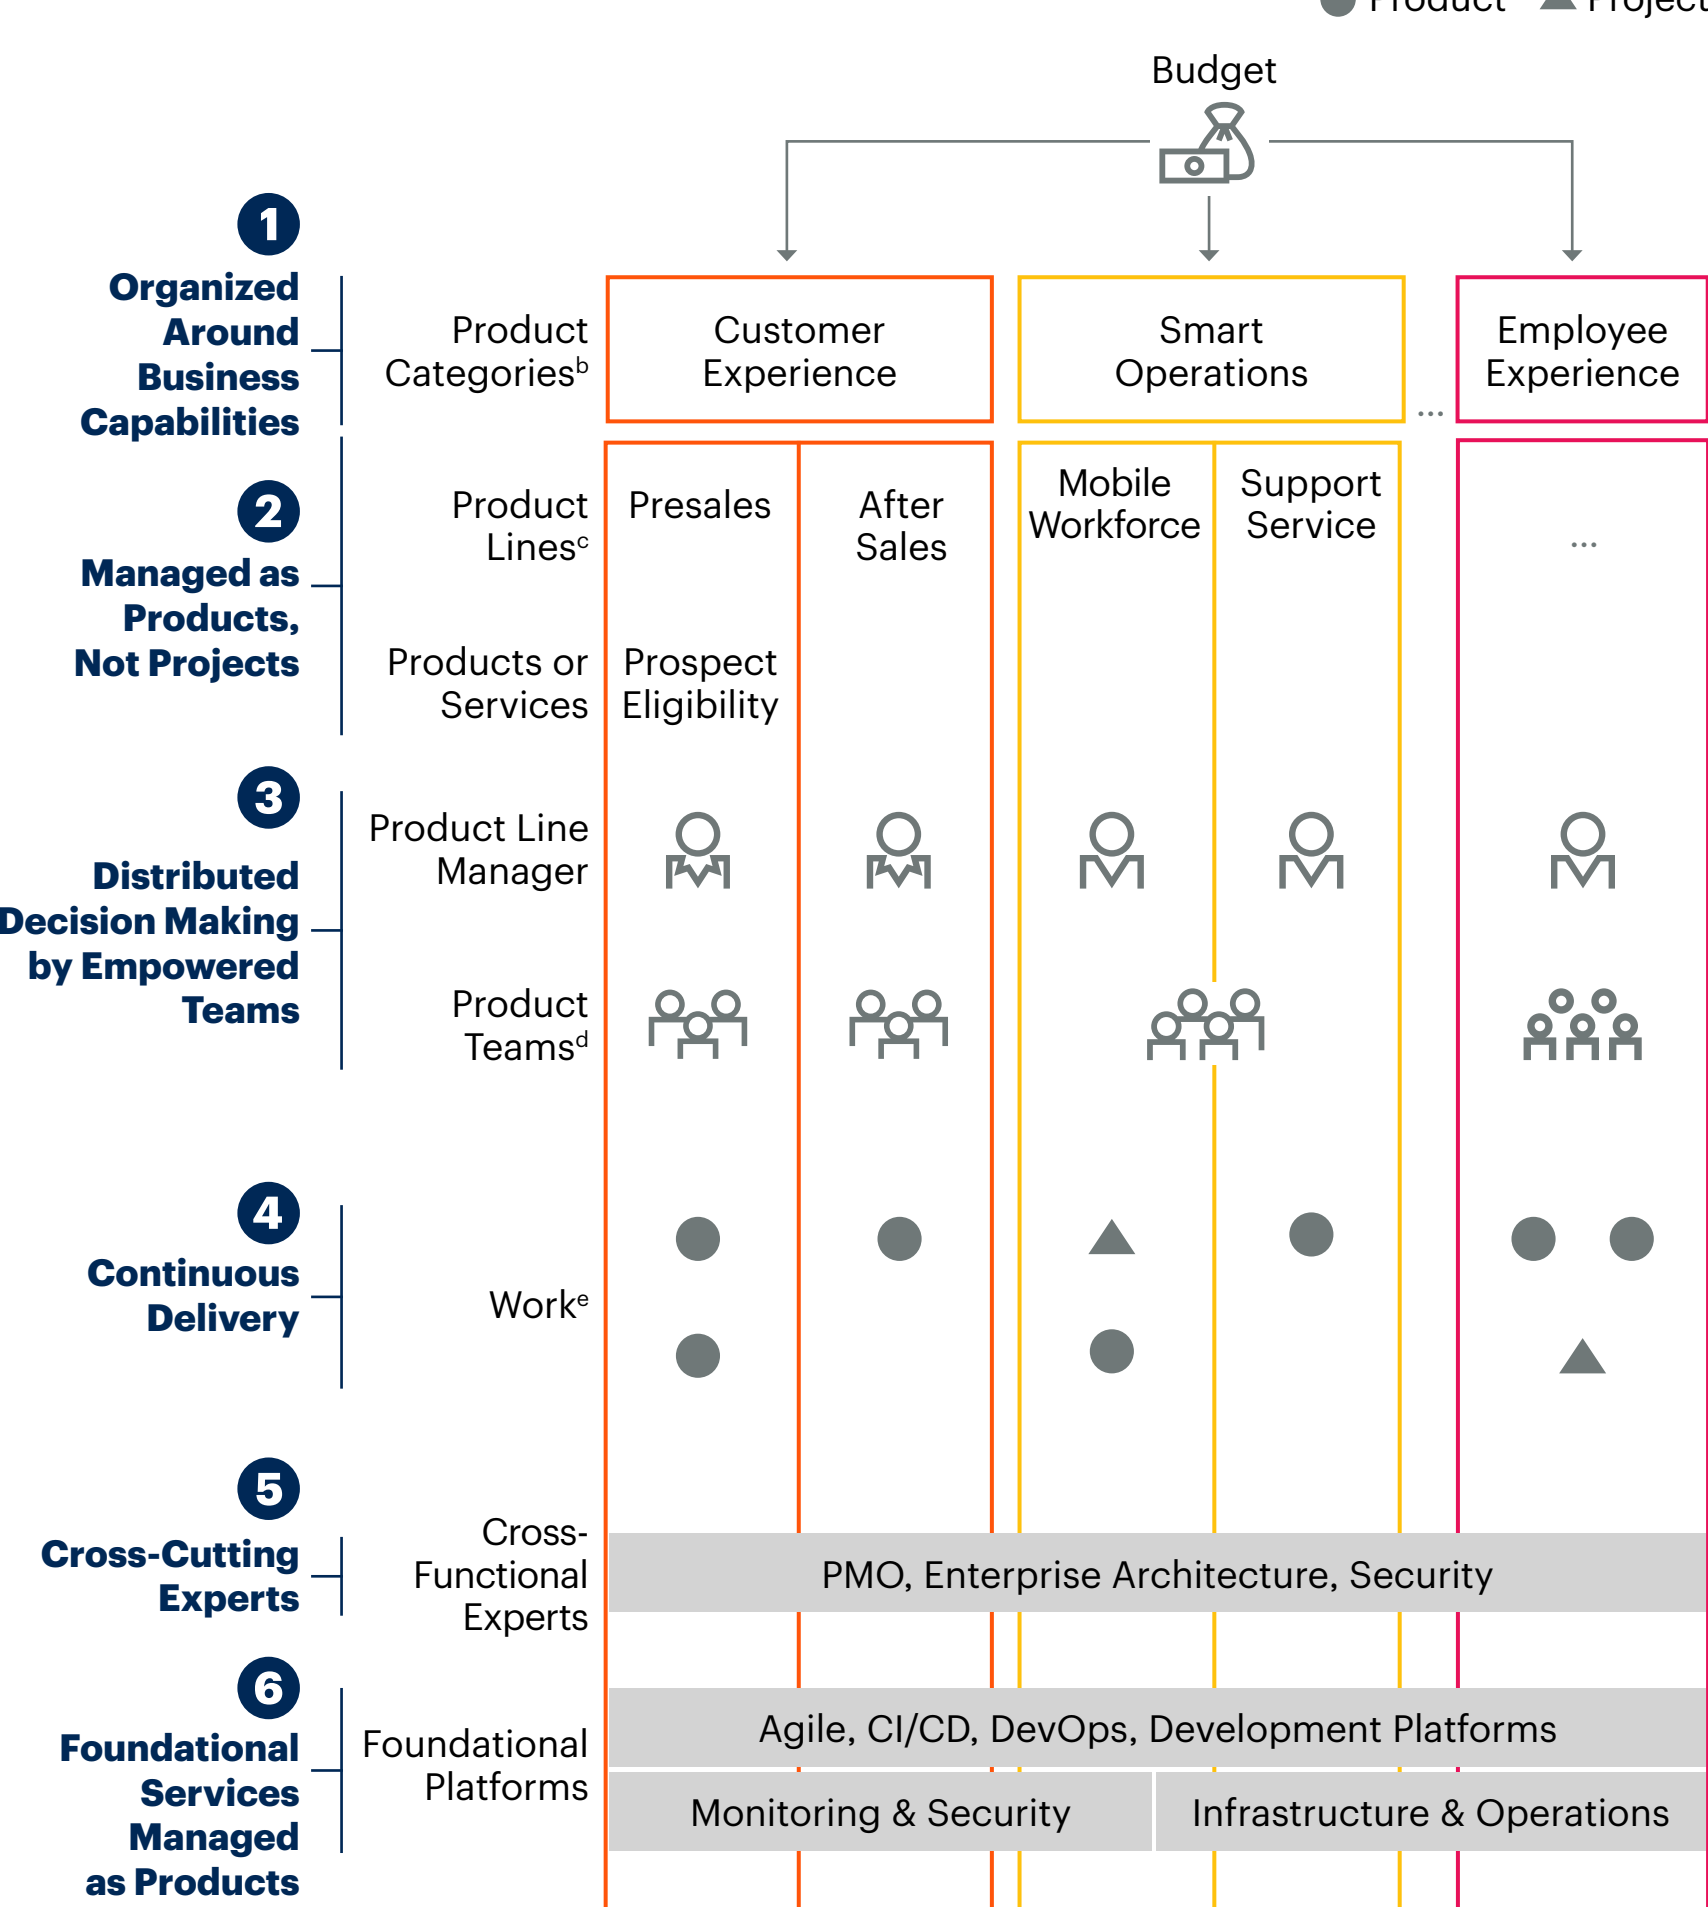 Product Project
Budget
1
Organized
Around
Business
Capabilities
Product
Categoriesᵇ
Customer
Experience
Smart
Operations
...
Employee
Experience
2
Managed as
Products,
Not Projects
Product
Linesᶜ
Presales
After
Sales
Mobile
Workforce
Support
Service
...
Products or
Services
Prospect
Eligibility
3
Distributed
Decision Making
by Empowered
Teams
Product Line
Manager
Product
Teamsᵈ
4
Continuous
Delivery
Workᵉ
5
Cross-Cutting
Experts
Cross-
Functional
Experts
PMO, Enterprise Architecture, Security
6
Foundational
Services
Managed
as Products
Foundational
Platforms
Agile, CI/CD, DevOps, Development Platforms
Monitoring & Security
Infrastructure & Operations